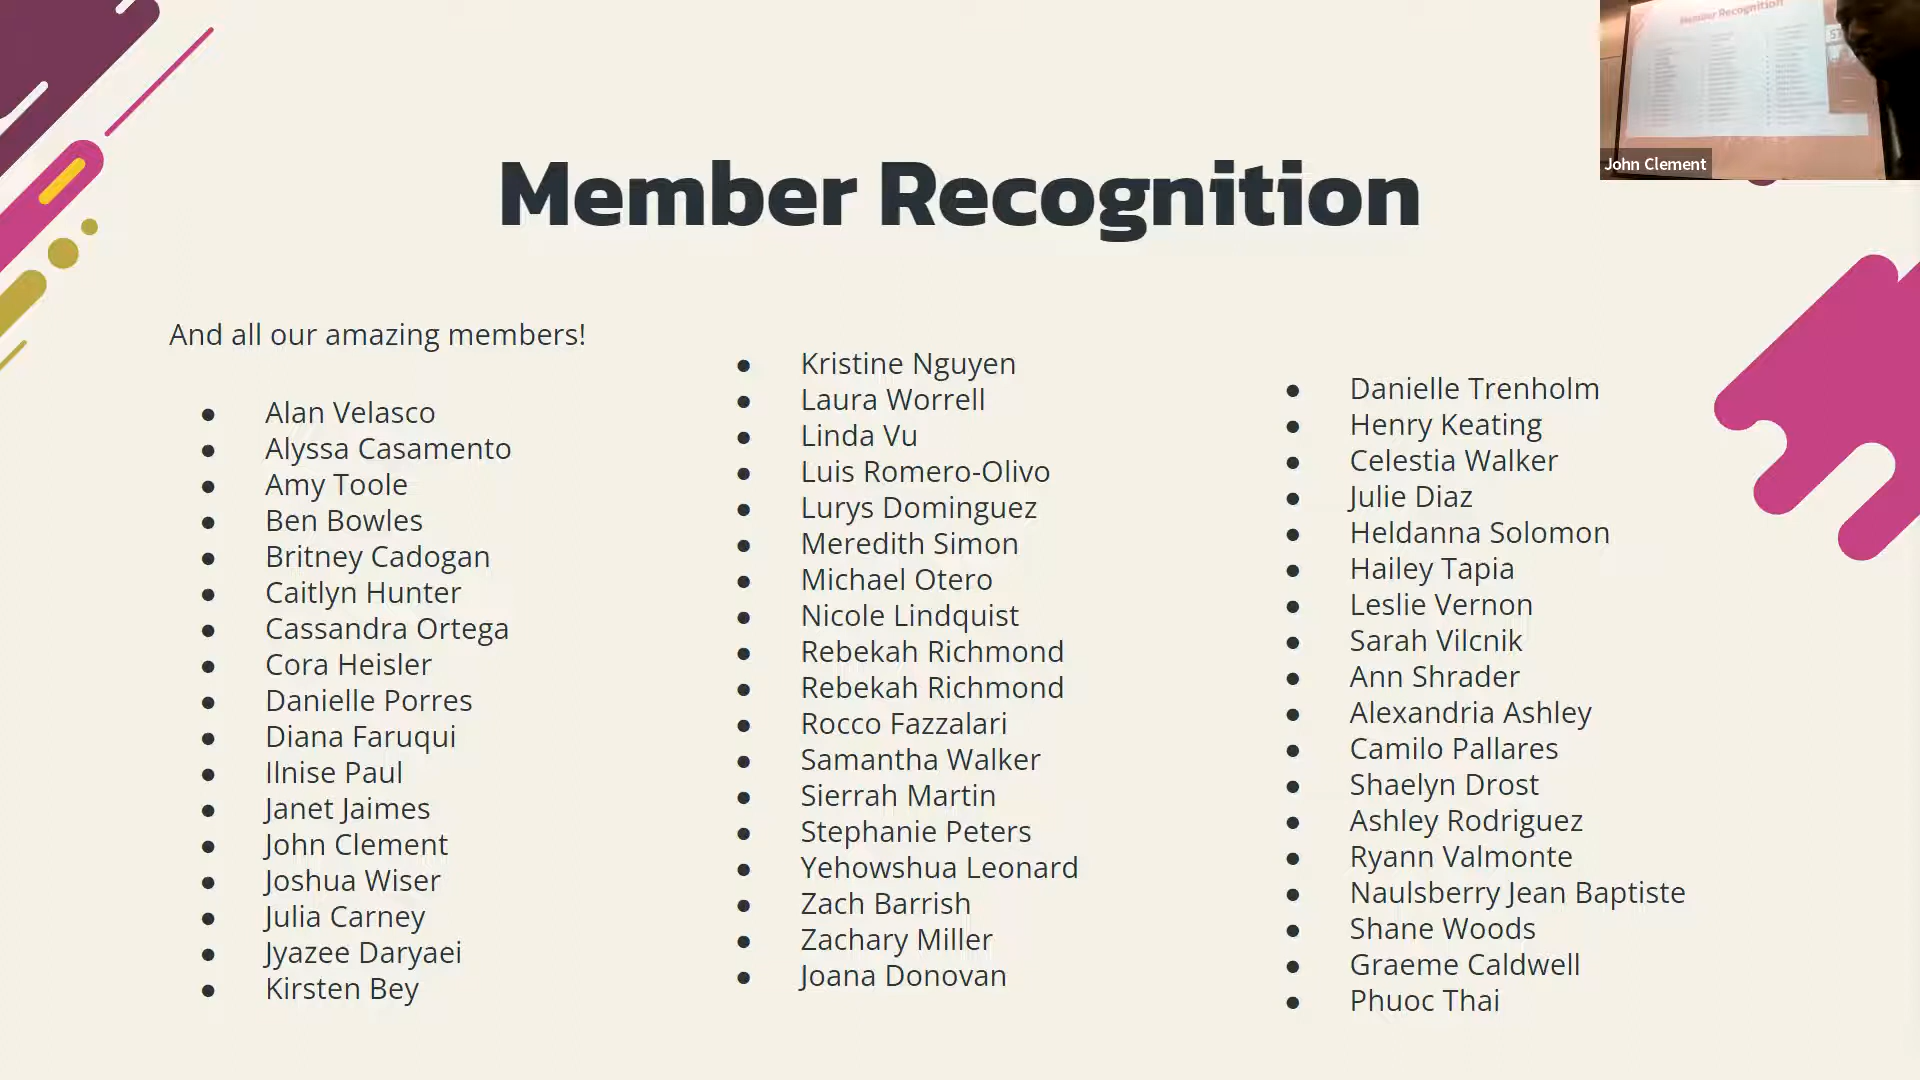 Member Recognition
John Clement
Member Recognition
And all our amazing members!
● Alan Velasco
● Alyssa Casamento
● Amy Toole
● Ben Bowles
● Britney Cadogan
● Caitlyn Hunter
● Cassandra Ortega
● Cora Heisler
● Danielle Porres
● Diana Faruqui
● Ilnise Paul
● Janet Jaimes
● John Clement
● Joshua Wiser
● Julia Carney
● Jyazee Daryaei
● Kirsten Bey
● Kristine Nguyen
● Laura Worrell
● Linda Vu
● Luis Romero-Olivo
● Lurys Dominguez
● Meredith Simon
● Michael Otero
● Nicole Lindquist
● Rebekah Richmond
● Rebekah Richmond
● Rocco Fazzalari
● Samantha Walker
● Sierrah Martin
● Stephanie Peters
● Yehowshua Leonard
● Zach Barrish
● Zachary Miller
● Joana Donovan
● Danielle Trenholm
● Henry Keating
● Celestia Walker
● Julie Diaz
● Heldanna Solomon
● Hailey Tapia
● Leslie Vernon
● Sarah Vilcnik
● Ann Shrader
● Alexandria Ashley
● Camilo Pallares
● Shaelyn Drost
● Ashley Rodriguez
● Ryann Valmonte
● Naulsberry Jean Baptiste
● Shane Woods
● Graeme Caldwell
● Phuoc Thai